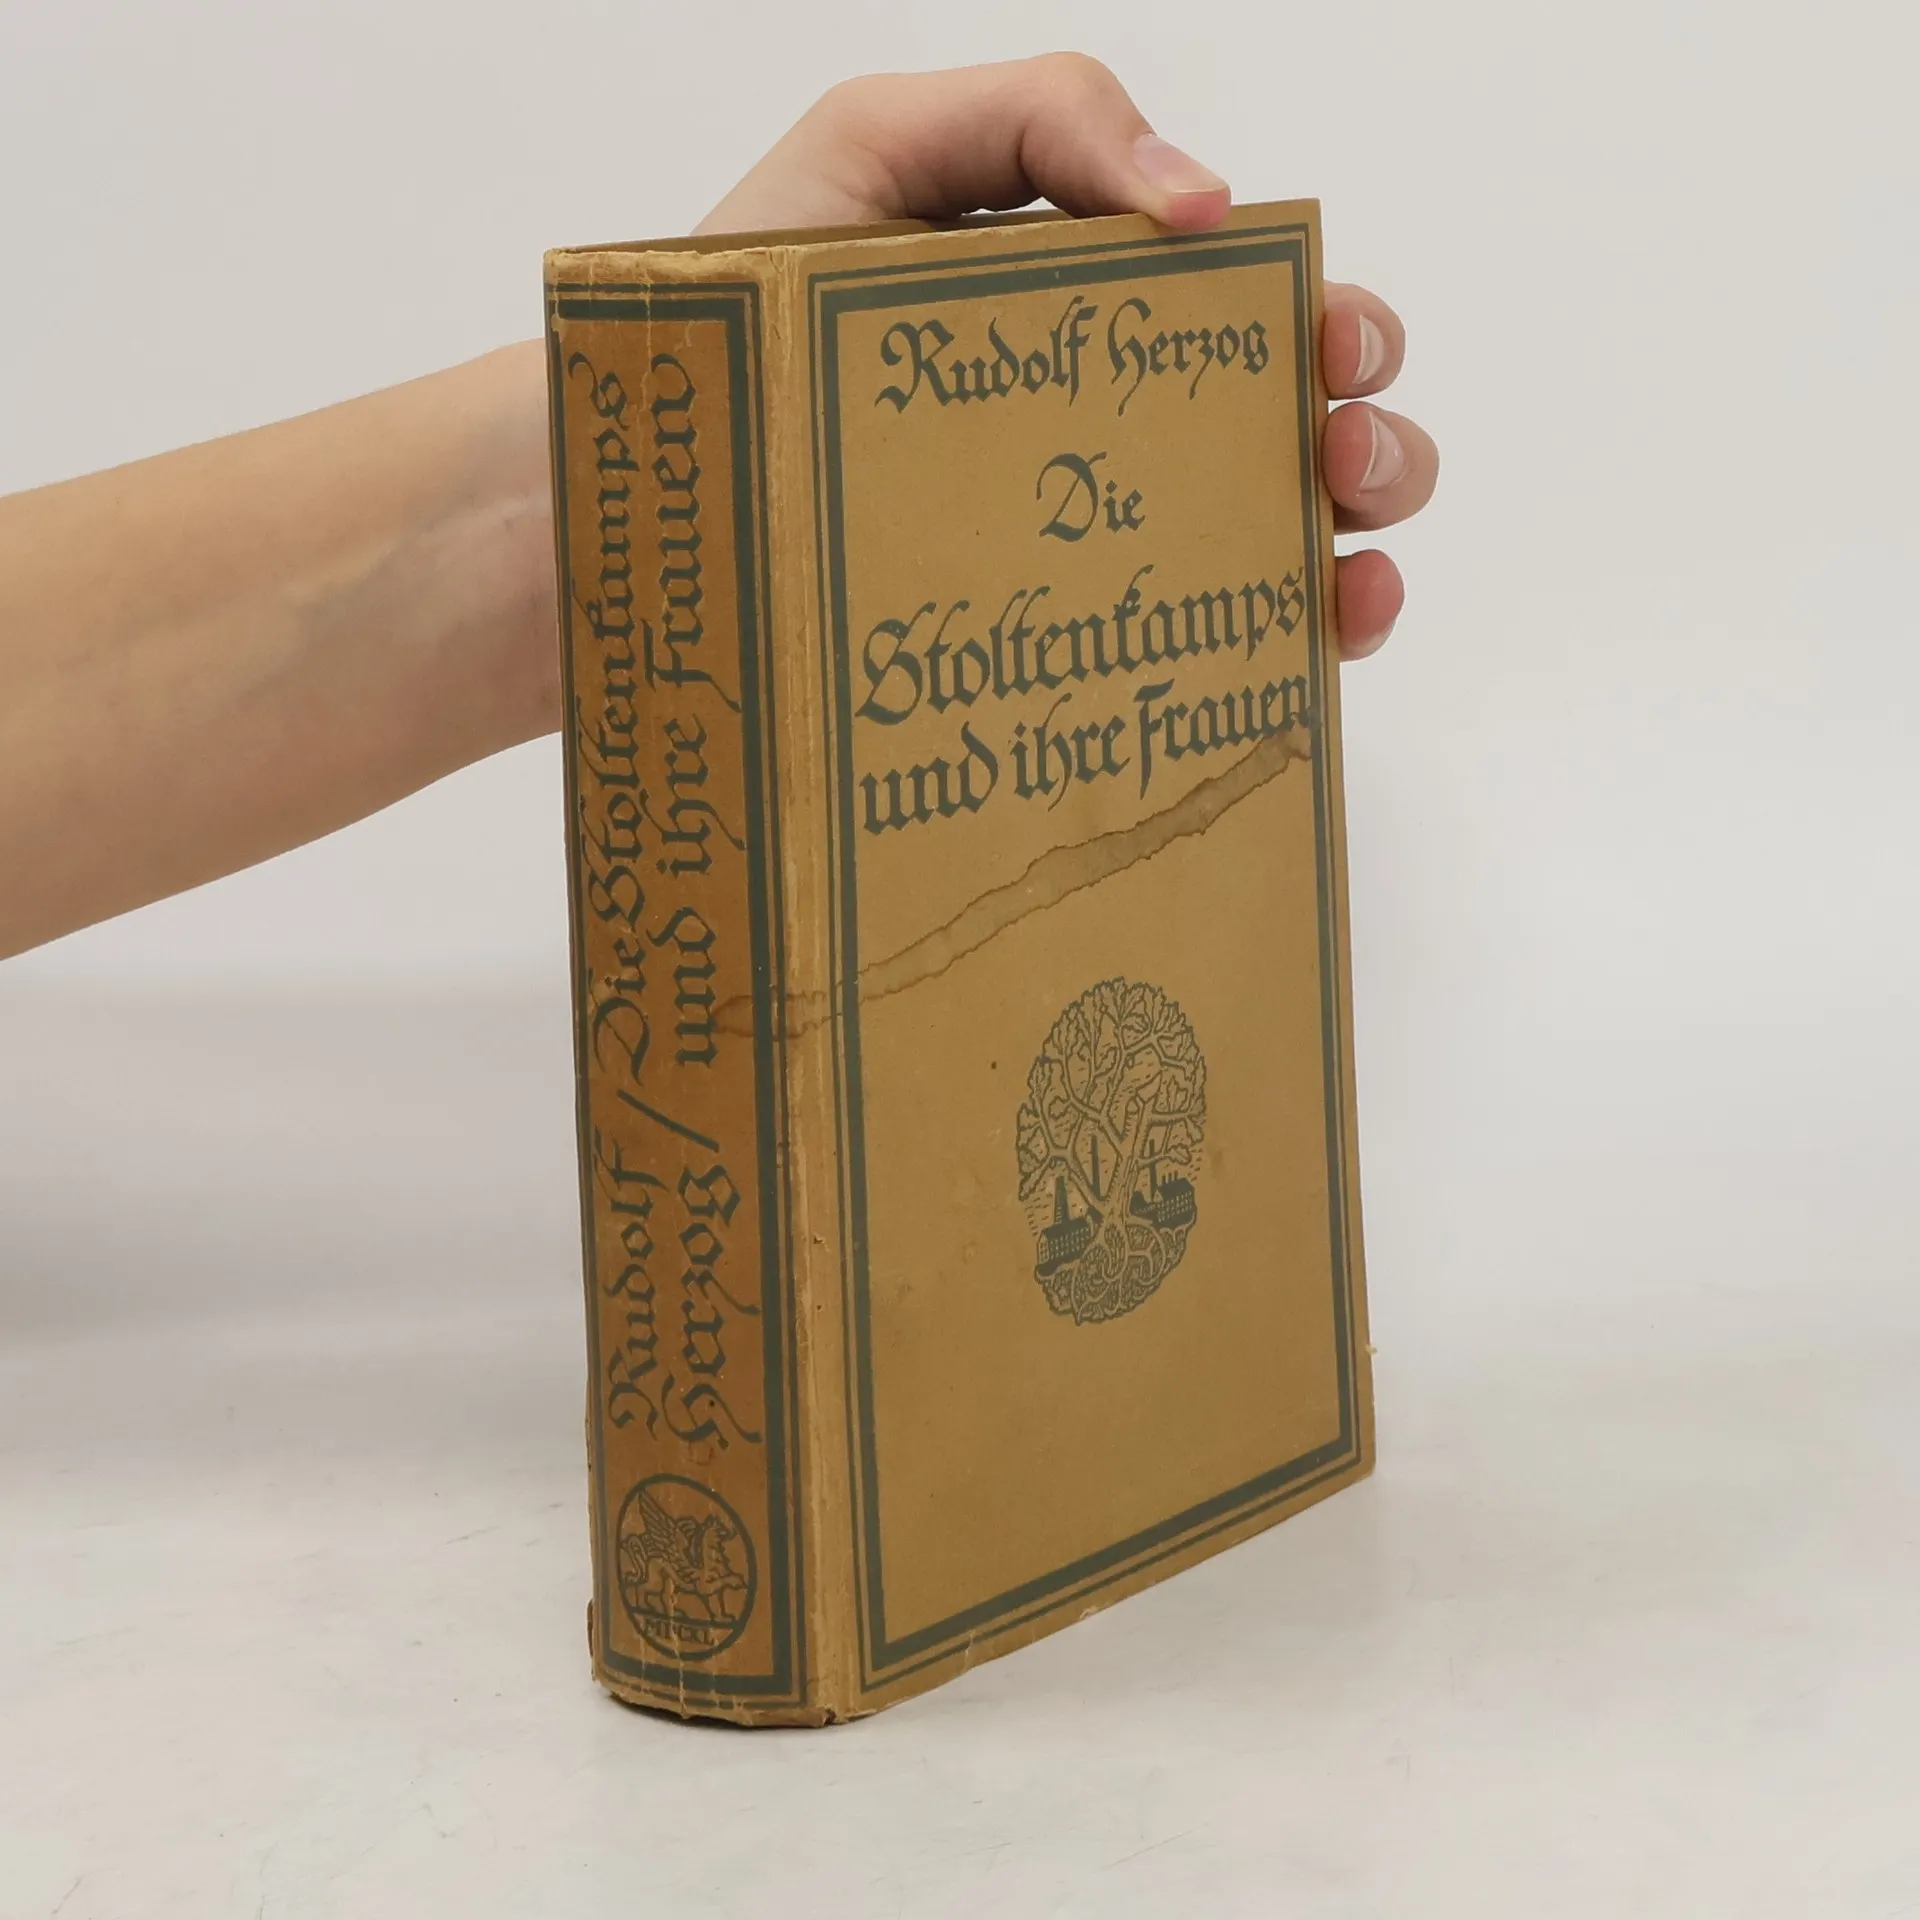 Rudolf Herzog
Die
Stoltenkamps
und ihre Frauen
Rudolf / Die Stoltenkamps
Herzog / und ihre Frauen